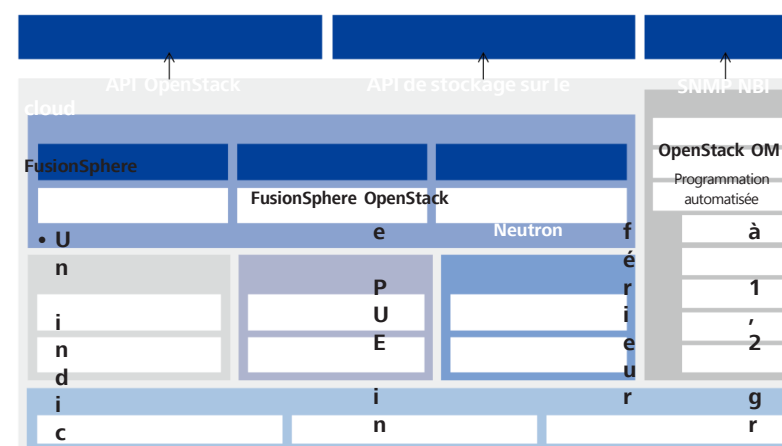 API OpenStack
API de stockage sur le
SNMP NBI
cloud
FusionSphere
OpenStack OM
Programmation
automatisée
FusionSphere OpenStack
Neutron
• U
n
i
n
d
i
c
e
P
U
E
i
n
f
é
r
i
e
u
r
à
1
,
2
g
r